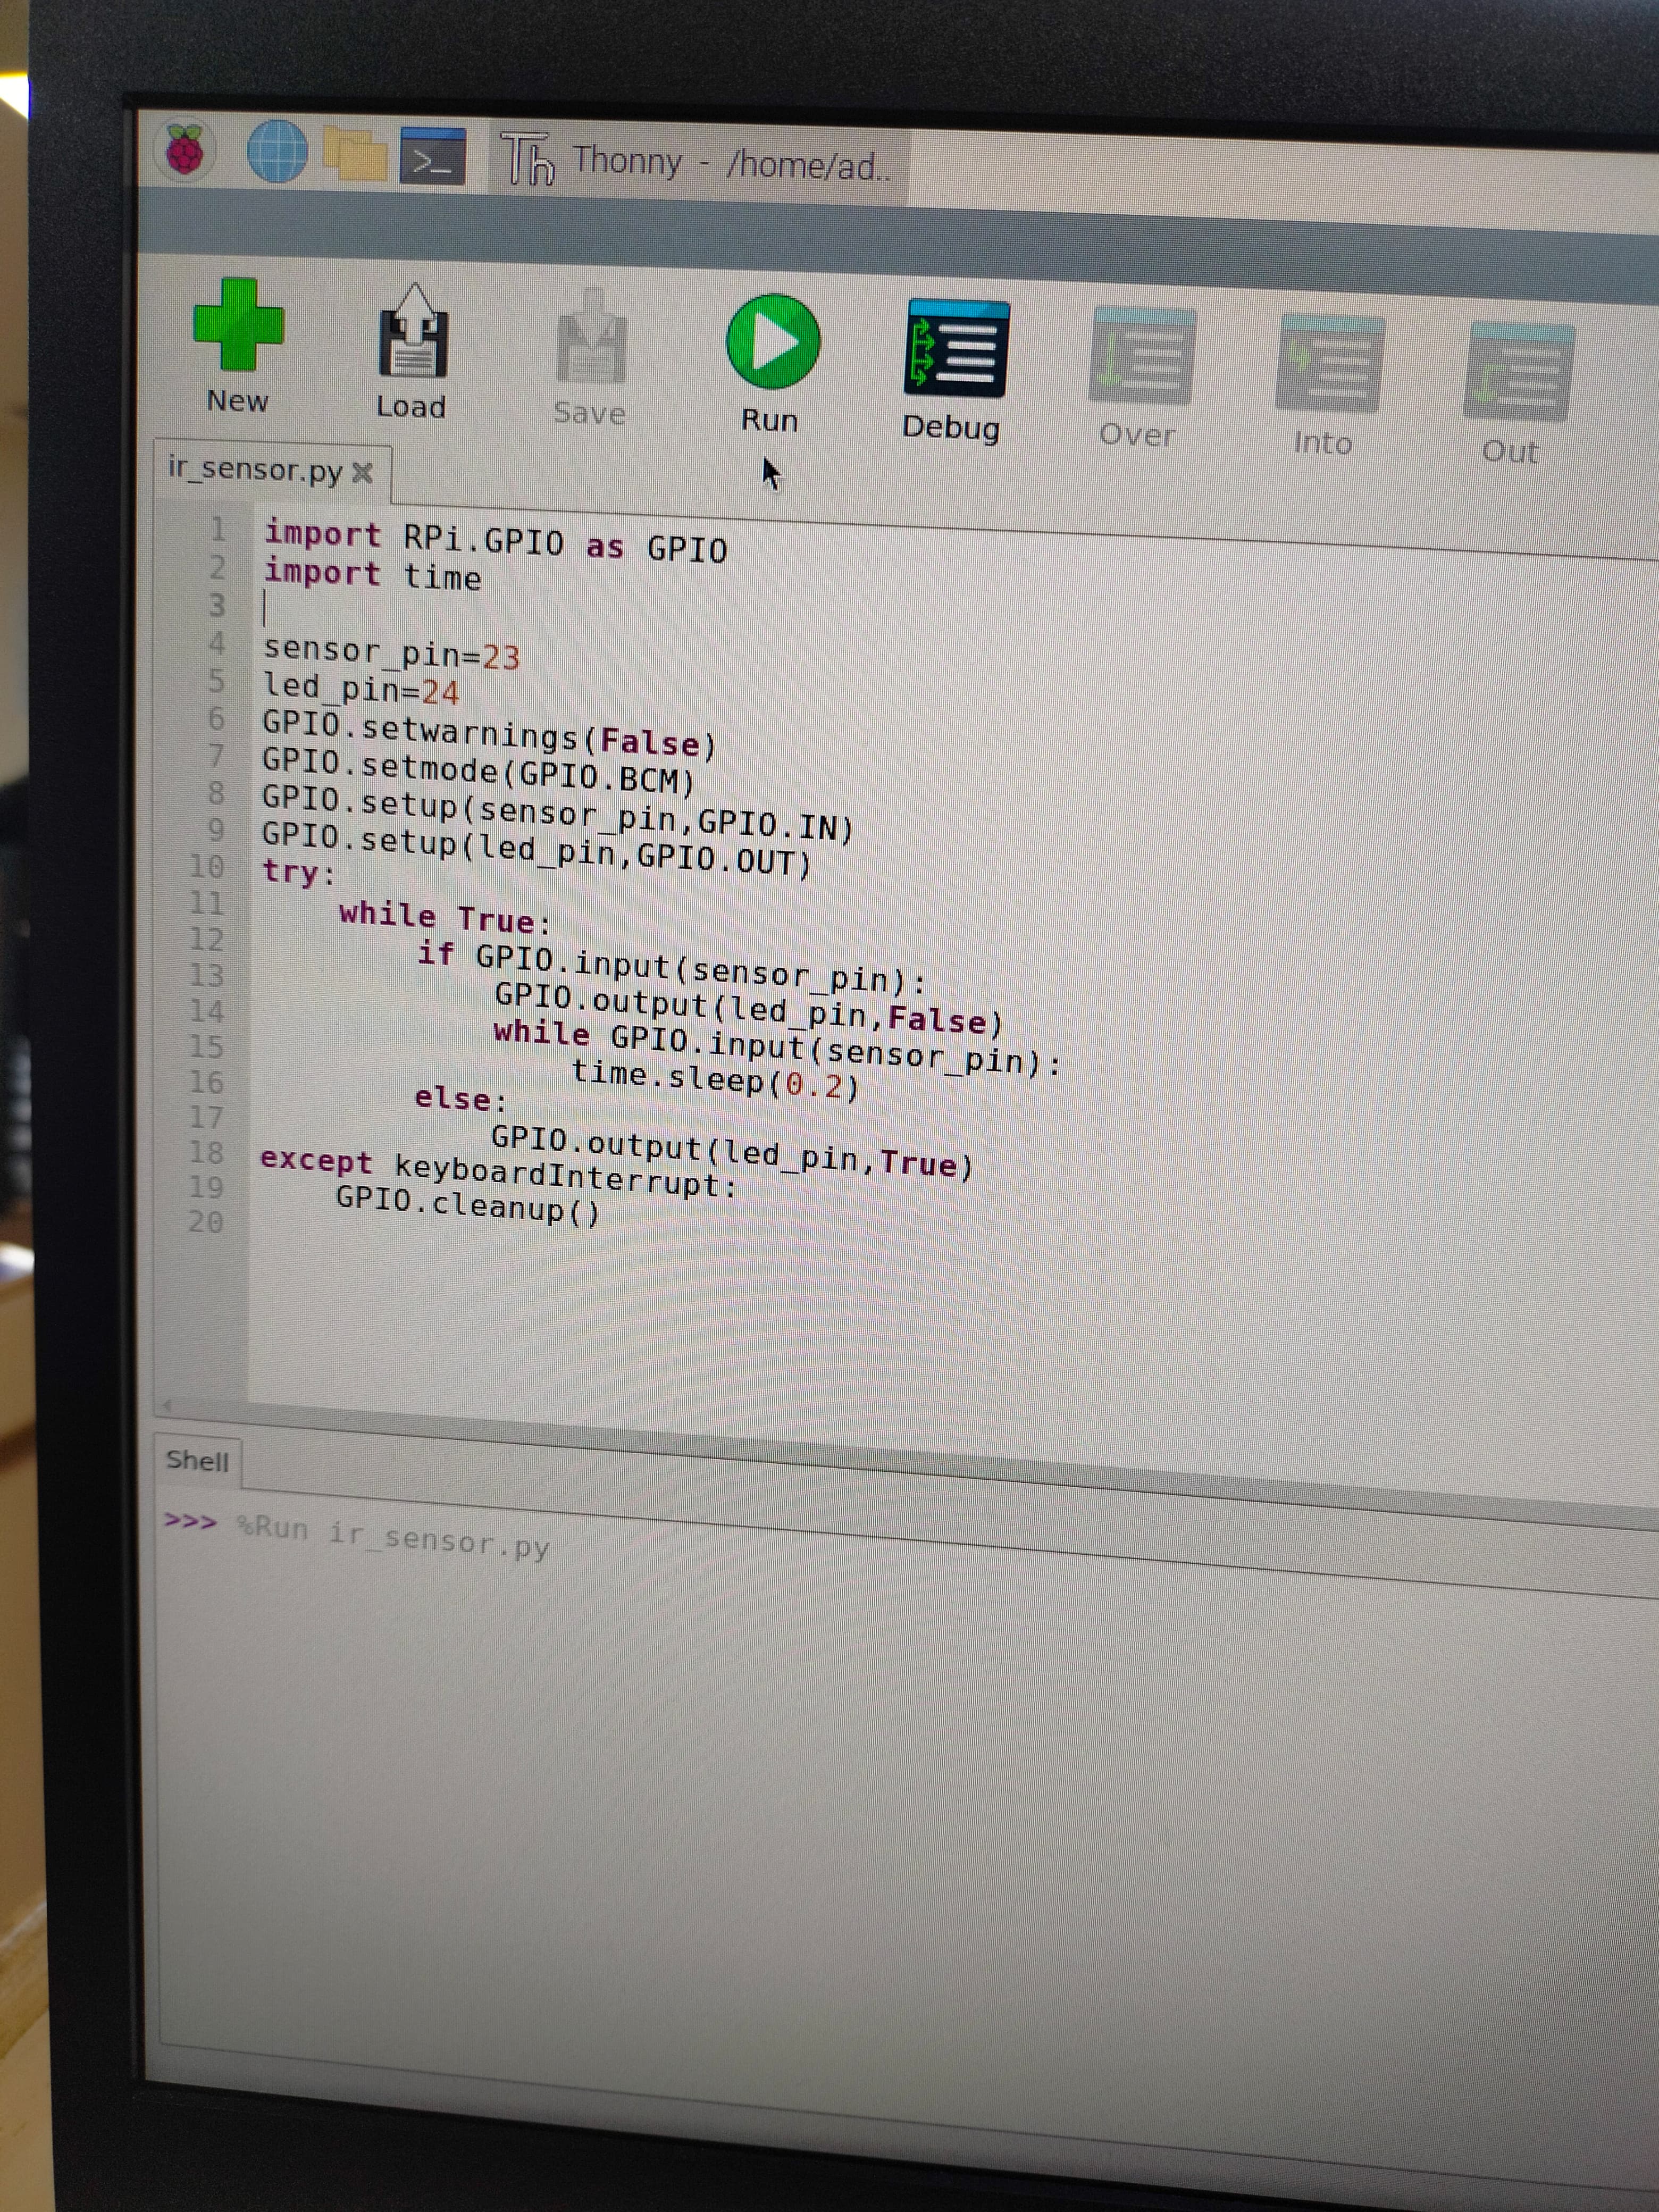 Thonny - /home/ad..
New Load Save Run Debug Over Into Out
ir_sensor.py
1 import RPi.GPIO as GPIO
2 import time
3
4 sensor_pin=23
5 led_pin=24
6 GPIO.setwarnings(False)
7 GPIO.setmode(GPIO.BCM)
8 GPIO.setup(sensor_pin,GPIO.IN)
9 GPIO.setup(led_pin,GPIO.OUT)
10 try:
11     while True:
12         if GPIO.input(sensor_pin):
13             GPIO.output(led_pin,False)
14             while GPIO.input(sensor_pin):
15                 time.sleep(0.2)
16         else:
17             GPIO.output(led_pin,True)
18 except keyboardInterrupt:
19     GPIO.cleanup()
20
Shell
>>> %Run ir_sensor.py